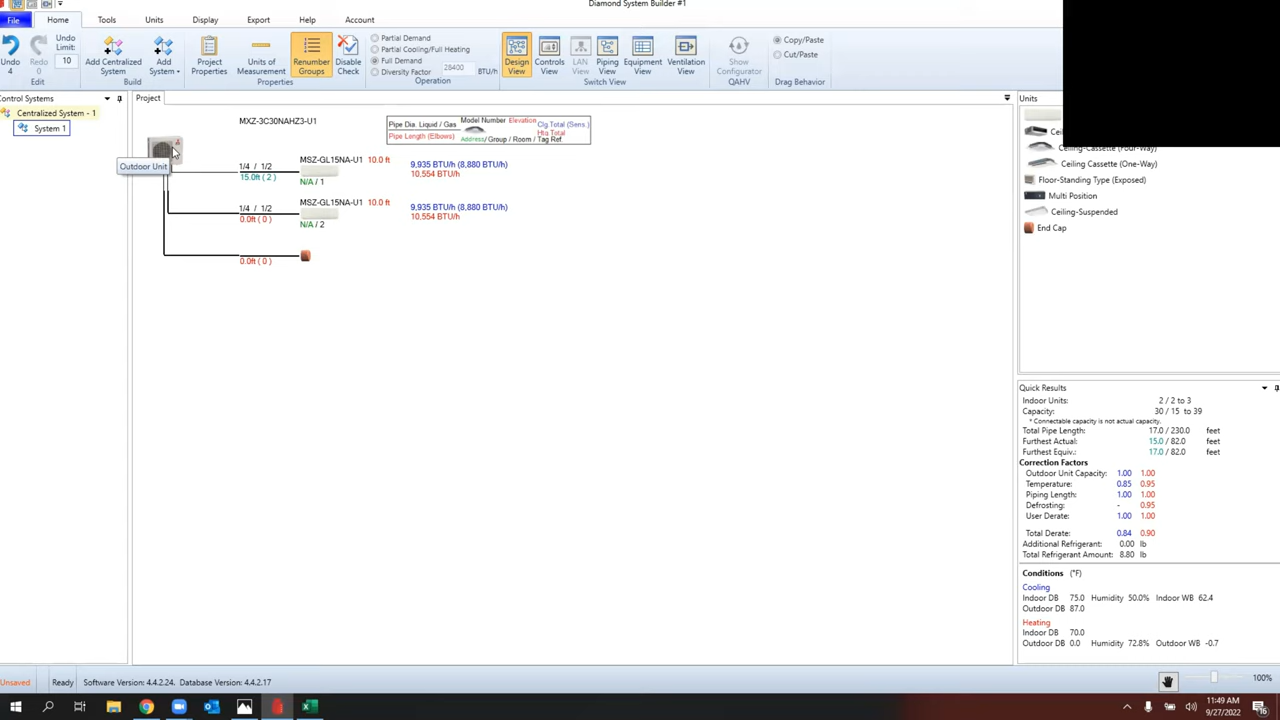 Diamond System Builder #1
File Home Tools Units Display Export Help Account
Undo 4 Redo 0 Undo Limit: 10
Add Centralized System
Add System
Project Properties
Units of Measurement
Renumber Groups
Disable Check
Partial Demand
Partial Cooling/Full Heating
Full Demand
Diversity Factor 28400 BTU/h
Design View
Controls View
LAN View
Piping View
Equipment View
Ventilation View
Show Configurator
Copy/Paste
Cut/Paste
Edit Build Properties Operation Switch View QAHV Drag Behavior
Control Systems
Centralized System - 1
System 1
Project
MXZ-3C30NAHZ3-U1
Outdoor Unit
Pipe Dia. Liquid / Gas Model Number Elevation Clg Total (Sens.)
Pipe Length (Elbows) Address/ Group / Room / Tag Ref. Htg Total
1/4 / 1/2 MSZ-GL15NA-U1 10.0 ft 9,935 BTU/h (8,880 BTU/h)
15.0ft ( 2 ) 10,554 BTU/h
N/A / 1
1/4 / 1/2 MSZ-GL15NA-U1 10.0 ft 9,935 BTU/h (8,880 BTU/h)
0.0ft ( 0 ) 10,554 BTU/h
N/A / 2
0.0ft ( 0 )
Units
Ceiling Cassette (Four-Way)
Ceiling Cassette (One-Way)
Floor-Standing Type (Exposed)
Multi Position
Ceiling-Suspended
End Cap
Quick Results
Indoor Units: 2 / 2 to 3
Capacity: 30 / 15 to 39
* Connectable capacity is not actual capacity.
Total Pipe Length: 17.0 / 230.0 feet
Furthest Actual: 15.0 / 82.0 feet
Furthest Equiv.: 17.0 / 82.0 feet
Correction Factors
Outdoor Unit Capacity: 1.00 1.00
Temperature: 0.85 0.95
Piping Length: 1.00 1.00
Defrosting: - 0.95
User Derate: 1.00 1.00
Total Derate: 0.84 0.90
Additional Refrigerant: 0.00 lb
Total Refrigerant Amount: 8.80 lb
Conditions (°F)
Cooling
Indoor DB 75.0 Humidity 50.0% Indoor WB 62.4
Outdoor DB 87.0
Heating
Indoor DB 70.0
Outdoor DB 0.0 Humidity 72.8% Outdoor WB -0.7
Unsaved Ready Software Version: 4.4.2.24. Database Version: 4.4.2.17 100%
11:49 AM
9/27/2022
16